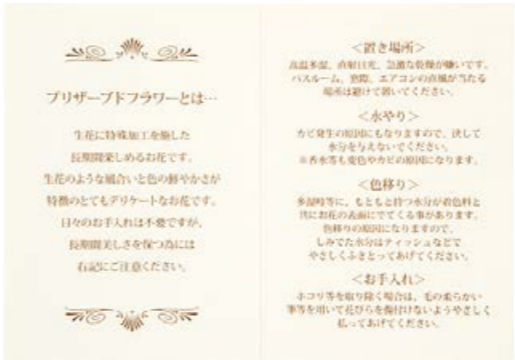 プリザーブドフラワーとは…
生花に特殊加工を施した
長期間楽しめるお花です。
生花のような風合いと色の鮮やかさが
特徴のとてもデリケートなお花です。
日々のお手入れは不要ですが、
長期間美しさを保つ為には
右記にご注意ください。
＜置き場所＞
高温多湿、直射日光、急激な乾燥が嫌いです。
バスルーム、窓際、エアコンの直風が当たる
場所は避けて置いてください。
＜水やり＞
カビ発生の原因にもなりますので、決して
水分を与えないでください。
※香水等も変色やカビの原因になります。
＜色移り＞
多湿時等に、もともと持つ水分が着色料と
共にお花の表面にでてくる事があります。
色移りの原因になりますので、
しみでた水分はティッシュなどで
やさしくふきとってあげてください。
＜お手入れ＞
ホコリ等を取り除く場合は、毛の柔らかい
筆等を用いて花びらを傷付けないようやさしく
払ってあげてください。